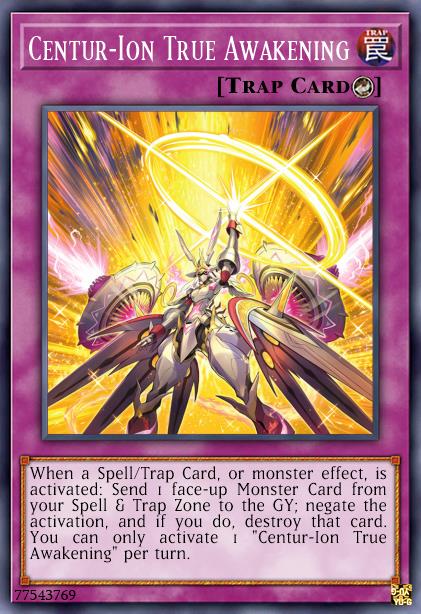 Centur-Ion True Awakening
TRAP
罠
[Trap Card]
When a Spell/Trap Card, or monster effect, is
activated: Send 1 face-up Monster Card from
your Spell & Trap Zone to the GY; negate the
activation, and if you do, destroy that card.
You can only activate 1 "Centur-Ion True
Awakening" per turn.
77543769